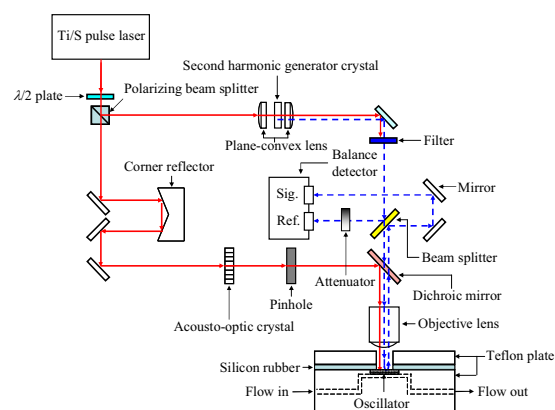 Ti/S pulse laser
Second harmonic generator crystal
λ/2 plate
Polarizing beam splitter
Plane-convex lens
Filter
Corner reflector
Balance
detector
Mirror
Sig.
Ref.
Beam splitter
Attenuator
Dichroic mirror
Pinhole
Acousto-optic crystal
Objective lens
Teflon plate
Silicon rubber
Flow in
Flow out
Oscillator